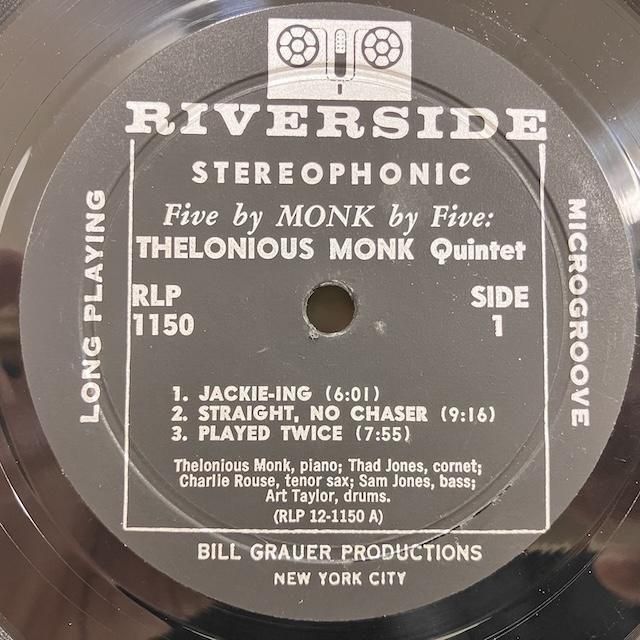 RIVERSIDE
STEREOPHONIC
Five by MONK by Five:
THELONIOUS MONK Quintet
LONG PLAYING
MICROGROOVE
RLP
1150
SIDE
1
1. JACKIE-ING (6:01)
2. STRAIGHT, NO CHASER (9:16)
3. PLAYED TWICE (7:55)
Thelonious Monk, piano; Thad Jones, cornet;
Charlie Rouse, tenor sax; Sam Jones, bass;
Art Taylor, drums.
(RLP 12-1150 A)
BILL GRAUER PRODUCTIONS
NEW YORK CITY